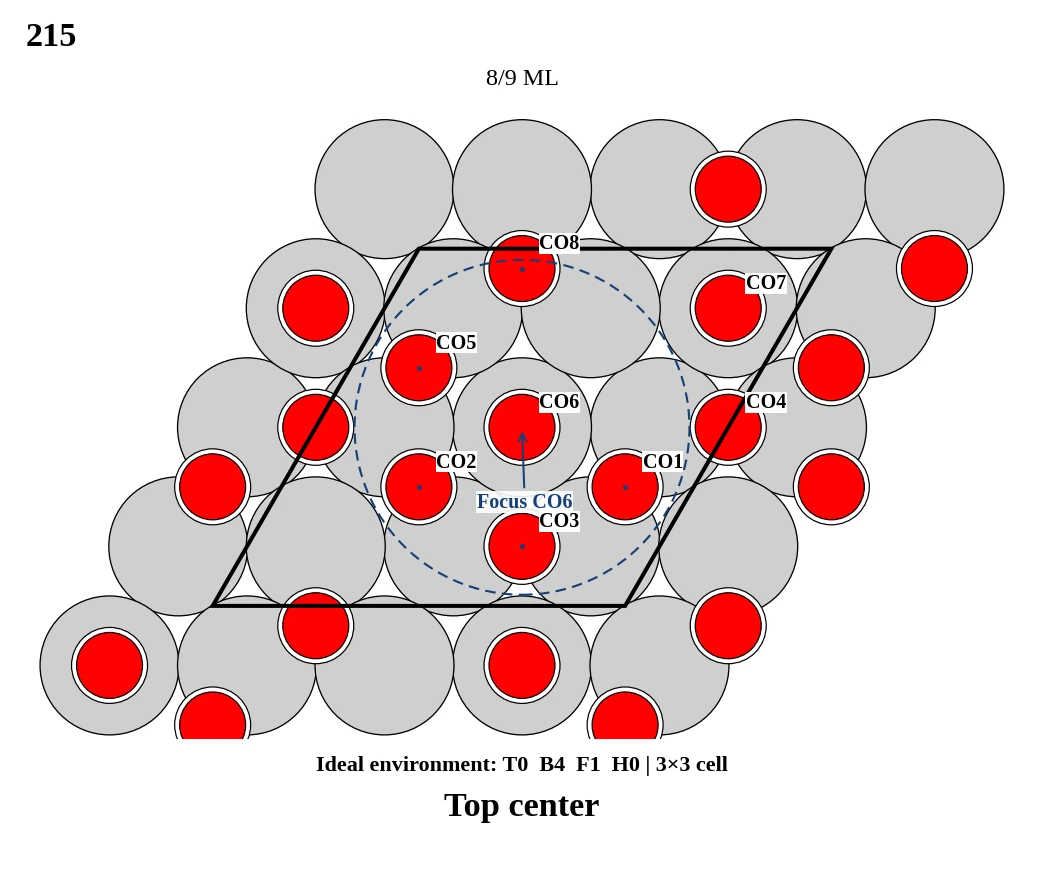 215
8/9 ML
CO8
CO7
CO5
CO6
CO4
CO2
CO1
Focus CO6
CO3
Ideal environment: T0 B4 F1 H0 | 3×3 cell
Top center